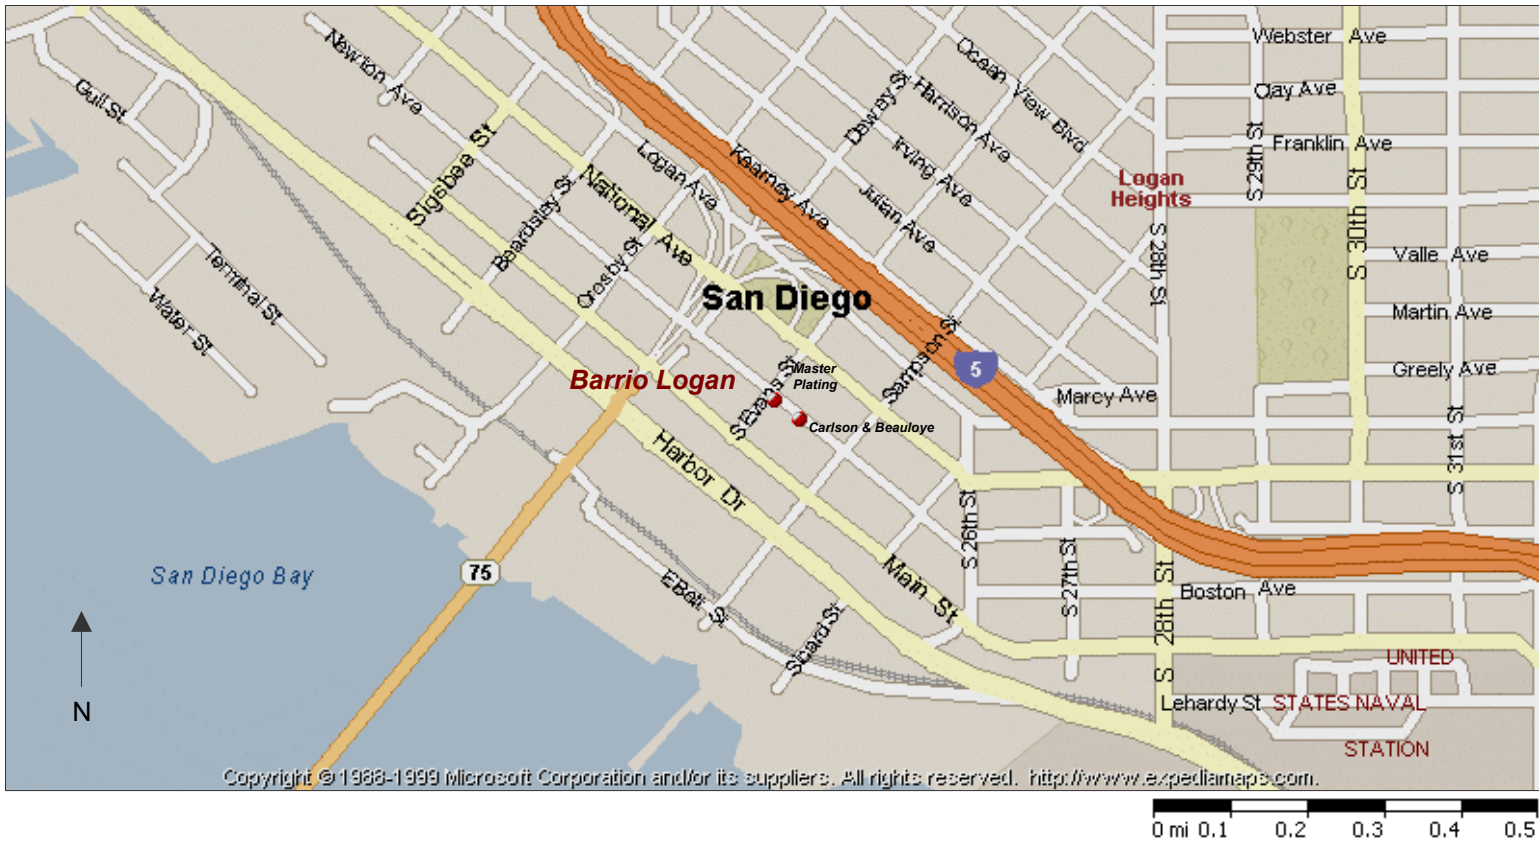 Webster Ave
Ocean View Blvd
Newton Ave
Gull St
Dewey St
Harrison Ave
Clay Ave
S 29th St
Franklin Ave
Sigsbee St
Logan Ave
Kearney Ave
Irving Ave
National Ave
Beardsley St
Julian Ave
Logan
Heights
S 30th St
Crosby St
Terminal St
S 28th St
Valle Ave
Water St
San Diego
Martin Ave
Sampson St
5
Greely Ave
Barrio Logan
Master
Plating
S Evans St
Marcy Ave
Carlson & Beauloye
Harbor Dr
S 31st St
S 26th St
75
San Diego Bay
E Belt St
Main St
S 27th St
S 28th St
Boston Ave
Sicard St
UNITED
STATES NAVAL
STATION
Lehardy St
N
Copyright © 1988-1999 Microsoft Corporation and/or its suppliers. All rights reserved. http://www.expediamaps.com.
0 mi 0.1 0.2 0.3 0.4 0.5